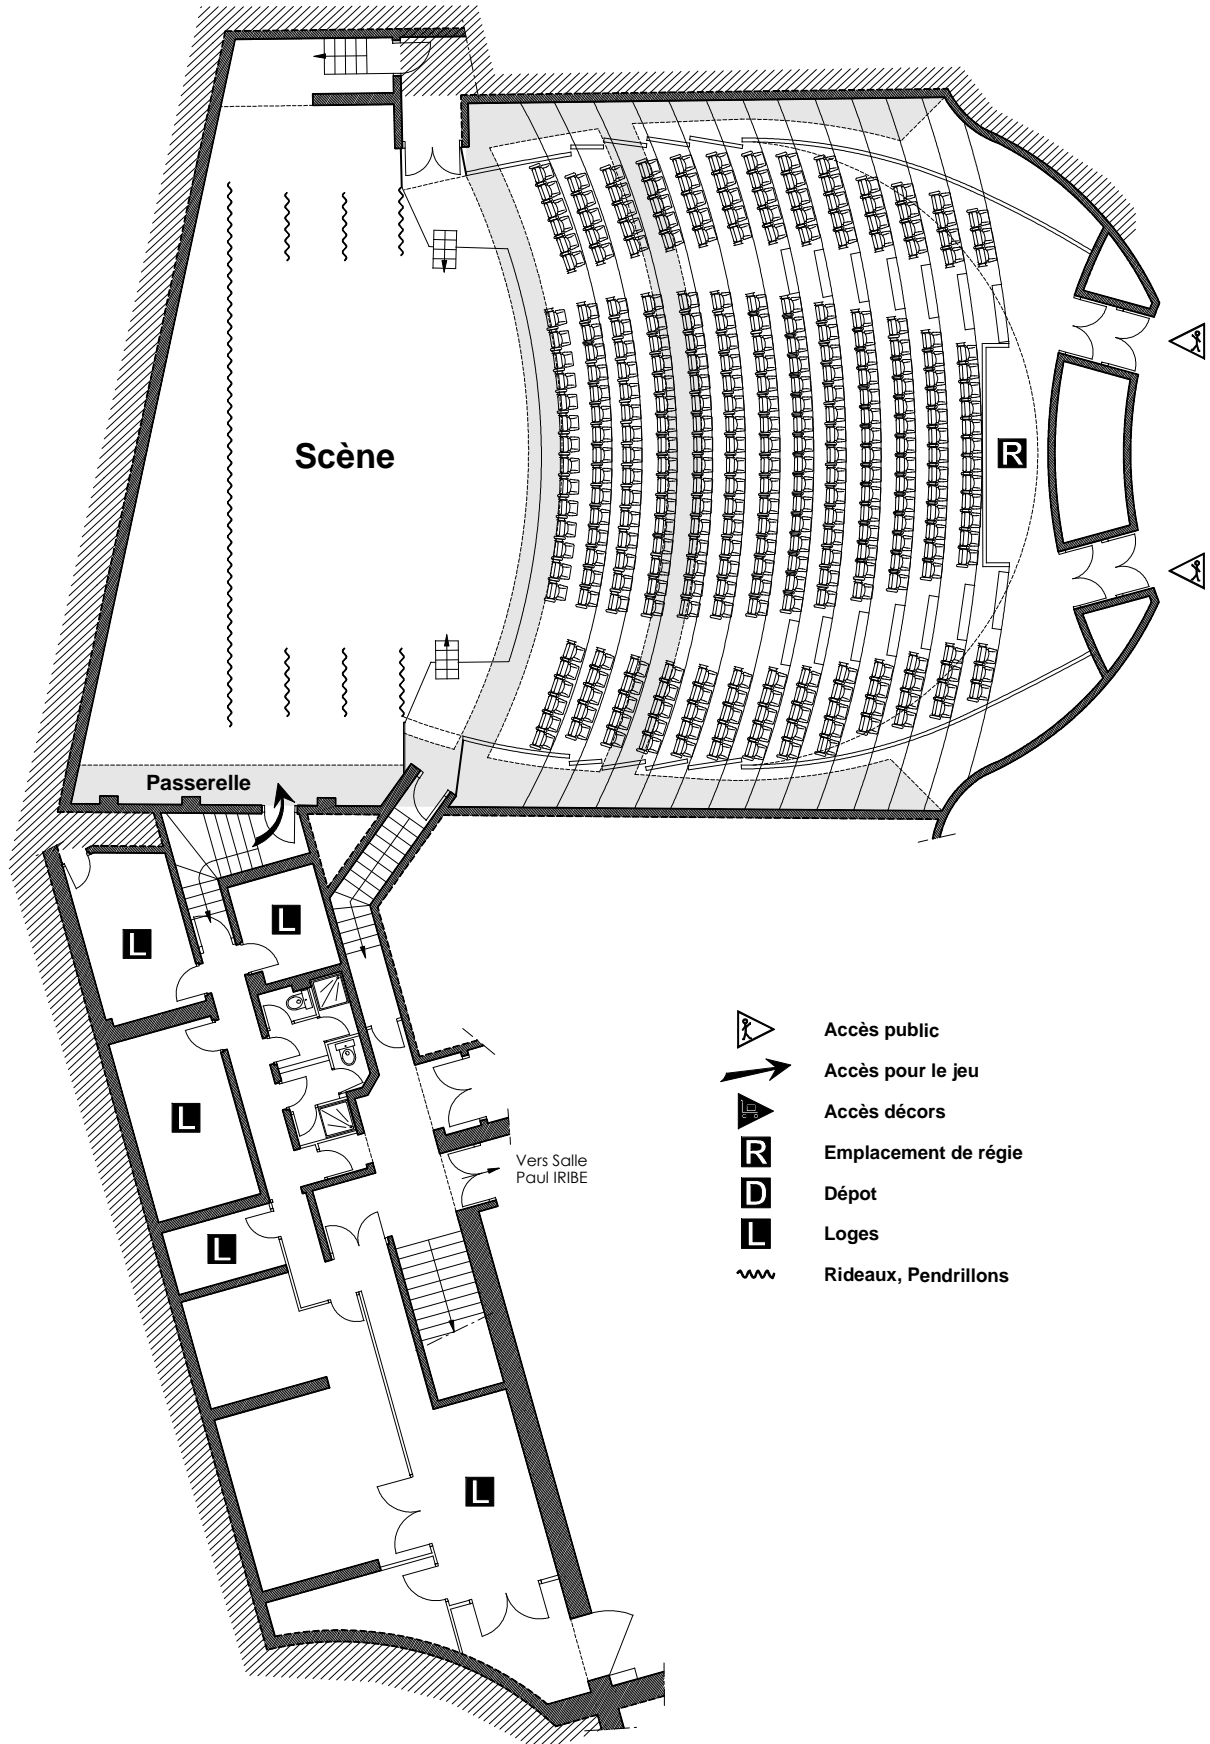 Scène
R
Passerelle
L
L
L
L
L
Vers Salle
Paul IRIBE
Accès public
Accès pour le jeu
Accès décors
R Emplacement de régie
D Dépot
L Loges
Rideaux, Pendrillons